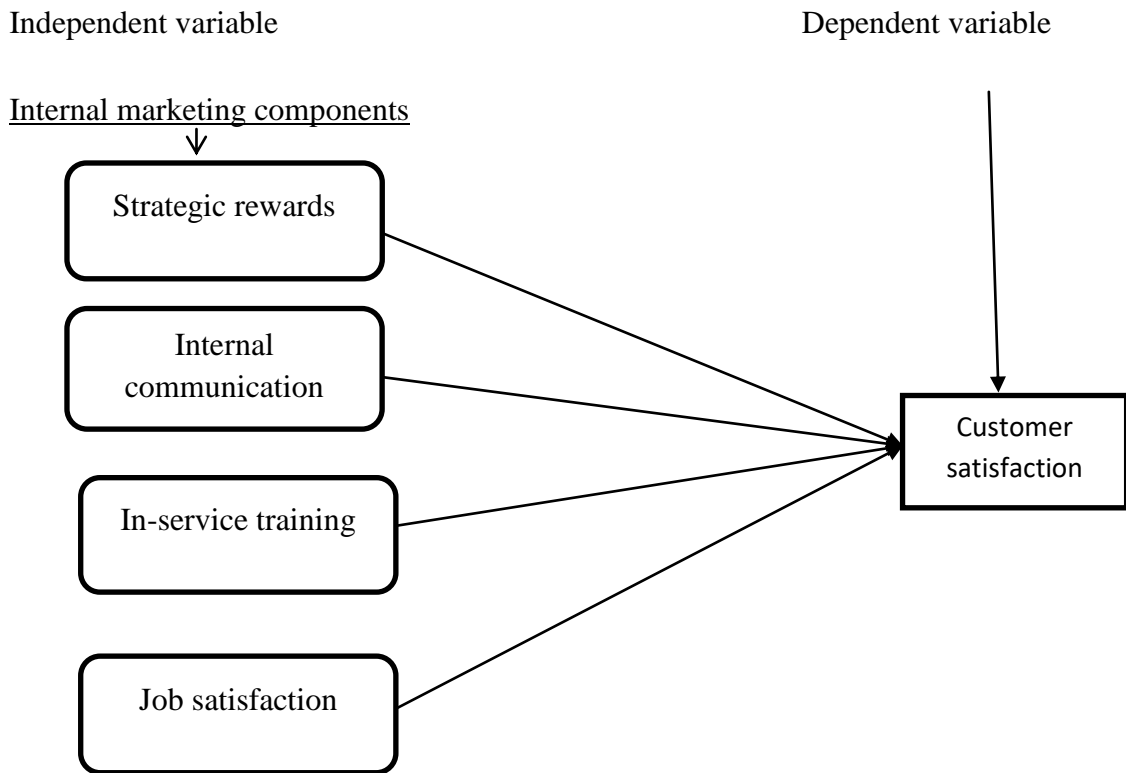 Independent variable
Dependent variable
Internal marketing components
Strategic rewards
Internal
communication
Customer
satisfaction
In-service training
Job satisfaction